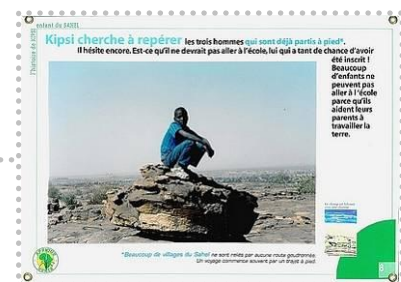 enfant du SAHEL
Kipsi cherche à repérer les trois hommes qui sont déjà partis à pied*.
Il hésite encore. Est-ce qu'il ne devrait pas aller à l'école, lui qui a tant de chance d'avoir
été inscrit !
Beaucoup
d'enfants ne
peuvent pas
aller à l'école
parce qu'ils
aident leurs
parents à
travailler la
terre.
*Beaucoup de villages du Sahel ne sont reliés par aucune route goudronnée.
Un voyage commence souvent par un trajet à pied